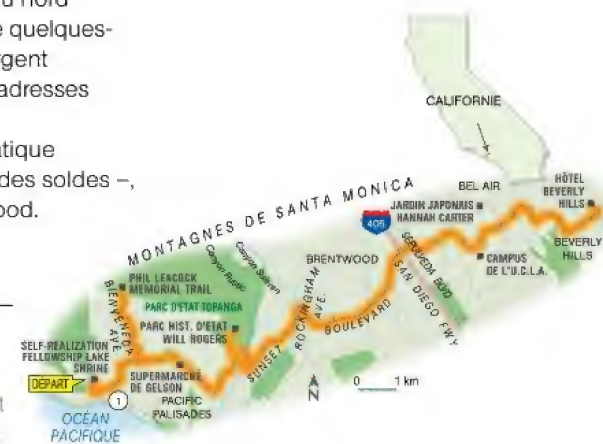 u nord
e quelques-
rgent
adresses
tique
des soldes –,
ood.
t
CALIFORNIE
MONTAGNES DE SANTA MONICA
BEL AIR
HÔTEL
BEVERLY
HILLS
JARDIN JAPONAIS
HANNAH CARTER
405
SEPULVEDA BLVD
SAN DIEGO FWY
BEVERLY
HILLS
CAMPUS
DE L'U.C.L.A.
BRENTWOOD
Canyon Rustic
Canyon Sullivan
PHIL LEACOCK
MEMORIAL TRAIL
BIENVENEDA
AVE.
PARC D'ETAT TOPANGA
PARC HIST. D'ETAT
WILL ROGERS
ROCKINGHAM
AVE.
SUNSET BOULEVARD
SELF-REALIZATION
FELLOWSHIP LAKE
SHRINE
DÉPART
SUPERMARCHÉ
DE GELSON
1
PACIFIC
PALISADES
OCÉAN
PACIFIQUE
N
0 1 km